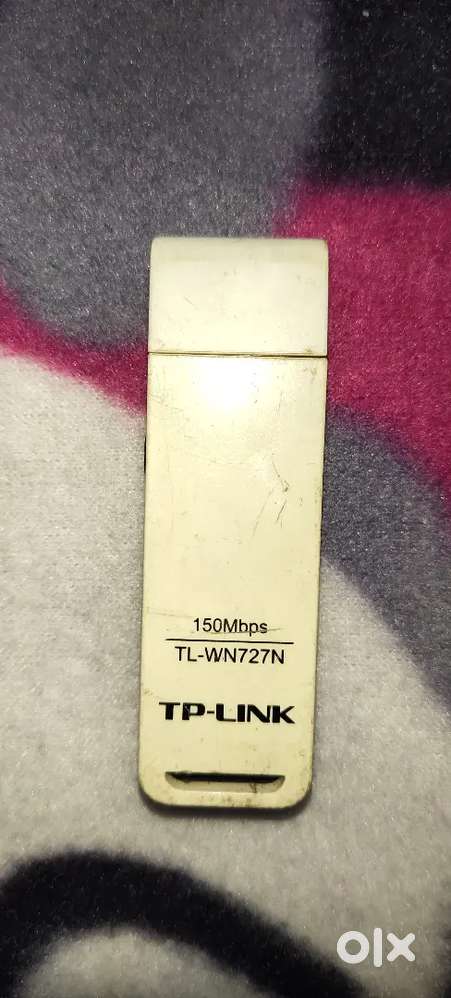 150Mbps
TL-WN727N
TP-LINK
olx